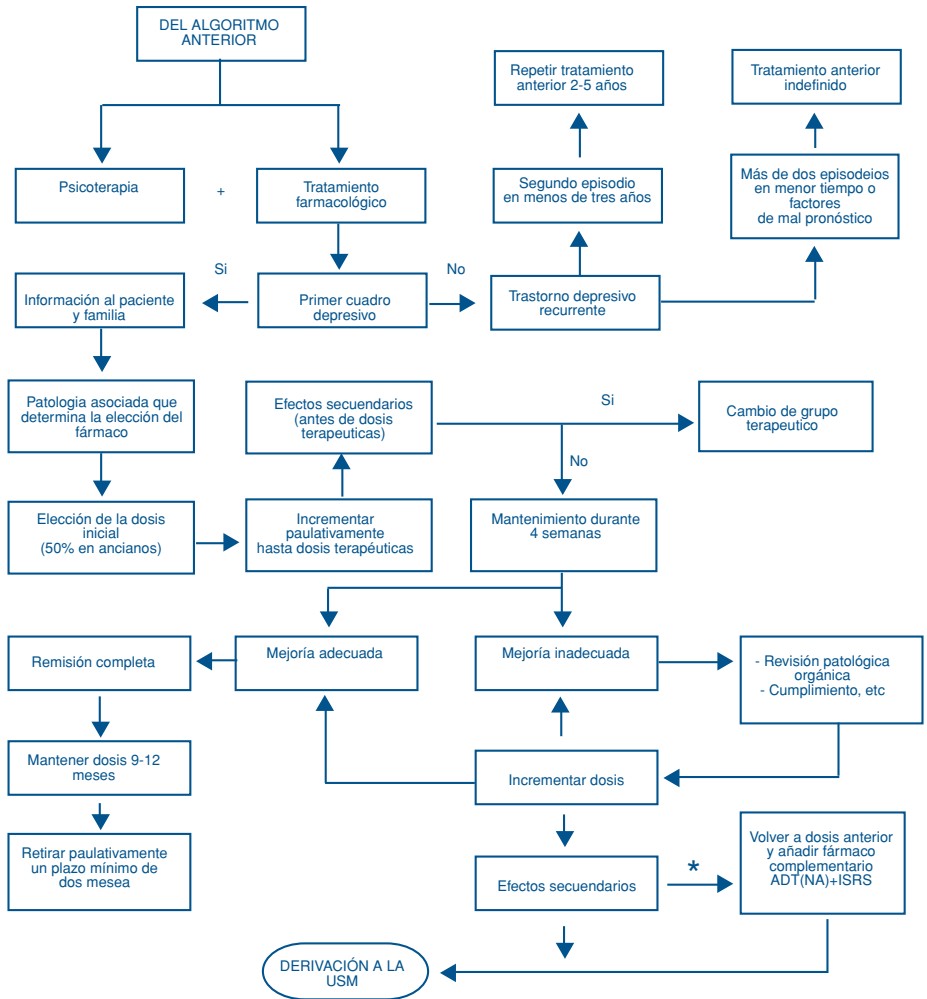 DEL ALGORITMO
ANTERIOR
Repetir tratamiento
anterior 2-5 años
Tratamiento anterior
indefinido
Psicoterapia
+
Tratamiento
farmacológico
Segundo episodio
en menos de tres años
Más de dos episodeios
en menor tiempo o
factores
de mal pronóstico
Si
No
Información al paciente
y familia
Primer cuadro
depresivo
Trastorno depresivo
recurrente
Patologia asociada que
determina la elección del
fármaco
Efectos secuendarios
(antes de dosis
terapeuticas)
Si
Cambio de grupo
terapeutico
No
Elección de la dosis
inicial
(50% en ancianos)
Incrementar
paulativamente
hasta dosis terapéuticas
Mantenimiento durante
4 semanas
Remisión completa
Mejoría adecuada
Mejoría inadecuada
- Revisión patológica
orgánica
- Cumplimiento, etc
Mantener dosis 9-12
meses
Incrementar dosis
Retirar paulativamente
un plazo mínimo de
dos mesea
Efectos secuendarios
*
Volver a dosis anterior
y añadir fármaco
complementario
ADT(NA)+ISRS
DERIVACIÓN A LA
USM